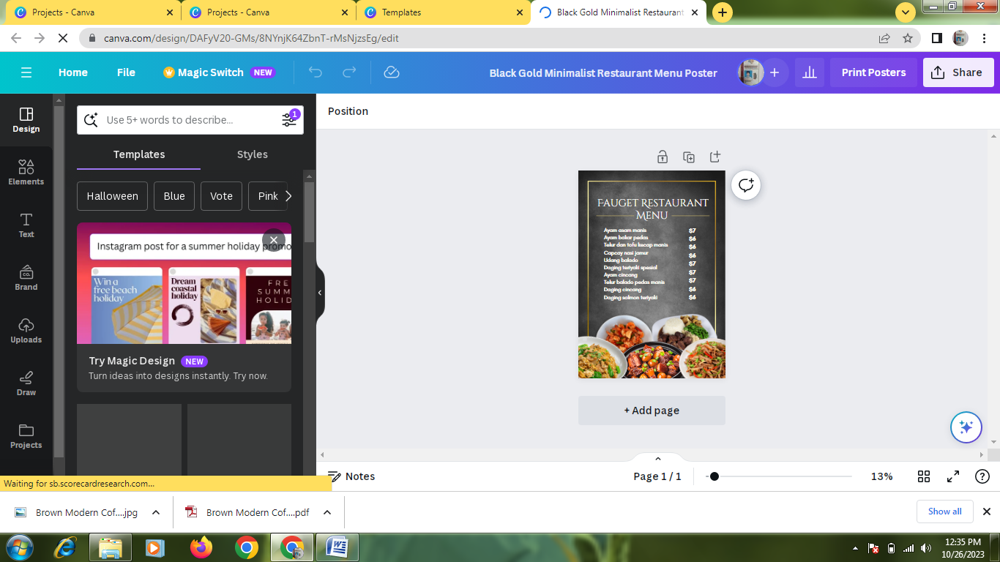 Projects - Canva
Projects - Canva
Templates
Black Gold Minimalist Restaurant
canva.com/design/DAFyV20-GMs/8NYnjK64ZbnT-rMsNjzsEg/edit
Home
File
Magic Switch NEW
Black Gold Minimalist Restaurant Menu Poster
Print Posters
Share
Design
Elements
Text
Brand
Uploads
Draw
Projects
Use 5+ words to describe...
1
Templates
Styles
Halloween
Blue
Vote
Pink
Instagram post for a summer holiday promo
Win a
free beach
holiday
Dream
coastal
holiday
FRE
SUMM
HOLID
Try Magic Design NEW
Turn ideas into designs instantly. Try now.
Position
Fauget Restaurant
Menu
Ayam asam manis $7
Ayam bakar pedas $6
Telur dan tofu kecap manis $6
Capcay nasi jamur $6
Udang balado $7
Daging teriyaki spesial $7
Ayam cincang $7
Telur balado pedas manis $6
Daging cincang $6
Daging salmon teriyaki
+ Add page
Notes
Page 1 / 1
13%
Waiting for sb.scorecardresearch.com...
Brown Modern Cof....jpg
Brown Modern Cof....pdf
Show all
12:35 PM
10/26/2023